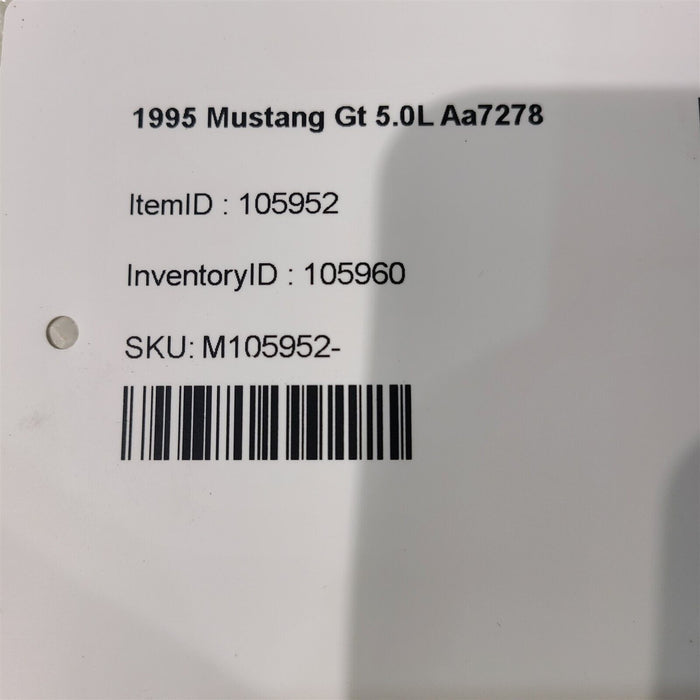 1995 Mustang Gt 5.0L Aa7278
ItemID : 105952
InventoryID : 105960
SKU: M105952-